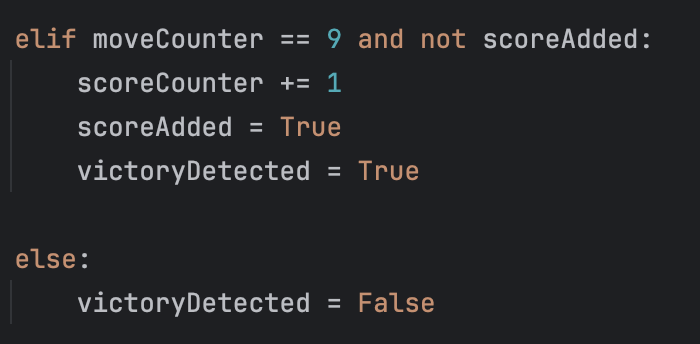 elif moveCounter == 9 and not scoreAdded:
    scoreCounter += 1
    scoreAdded = True
    victoryDetected = True
else:
    victoryDetected = False